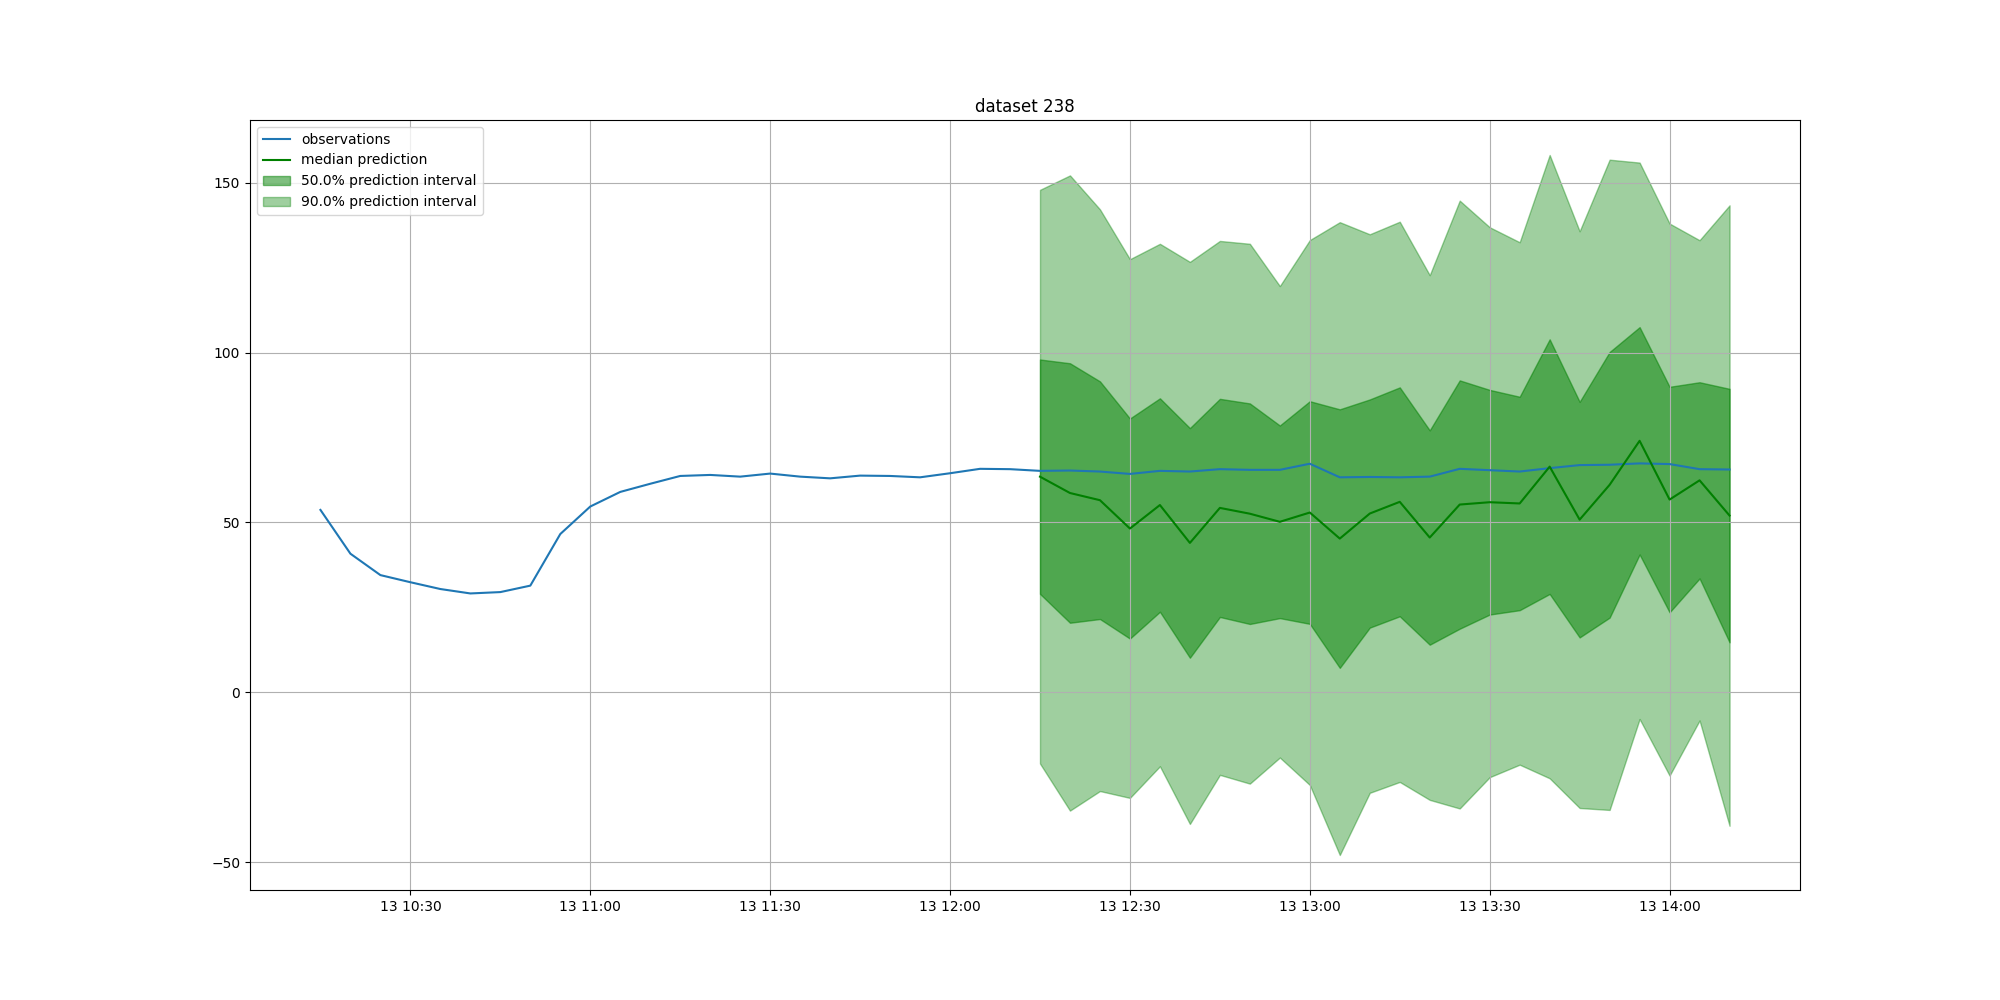 dataset 238
observations
median prediction
50.0% prediction interval
90.0% prediction interval
150
100
50
0
−50
13 10:30
13 11:00
13 11:30
13 12:00
13 12:30
13 13:00
13 13:30
13 14:00